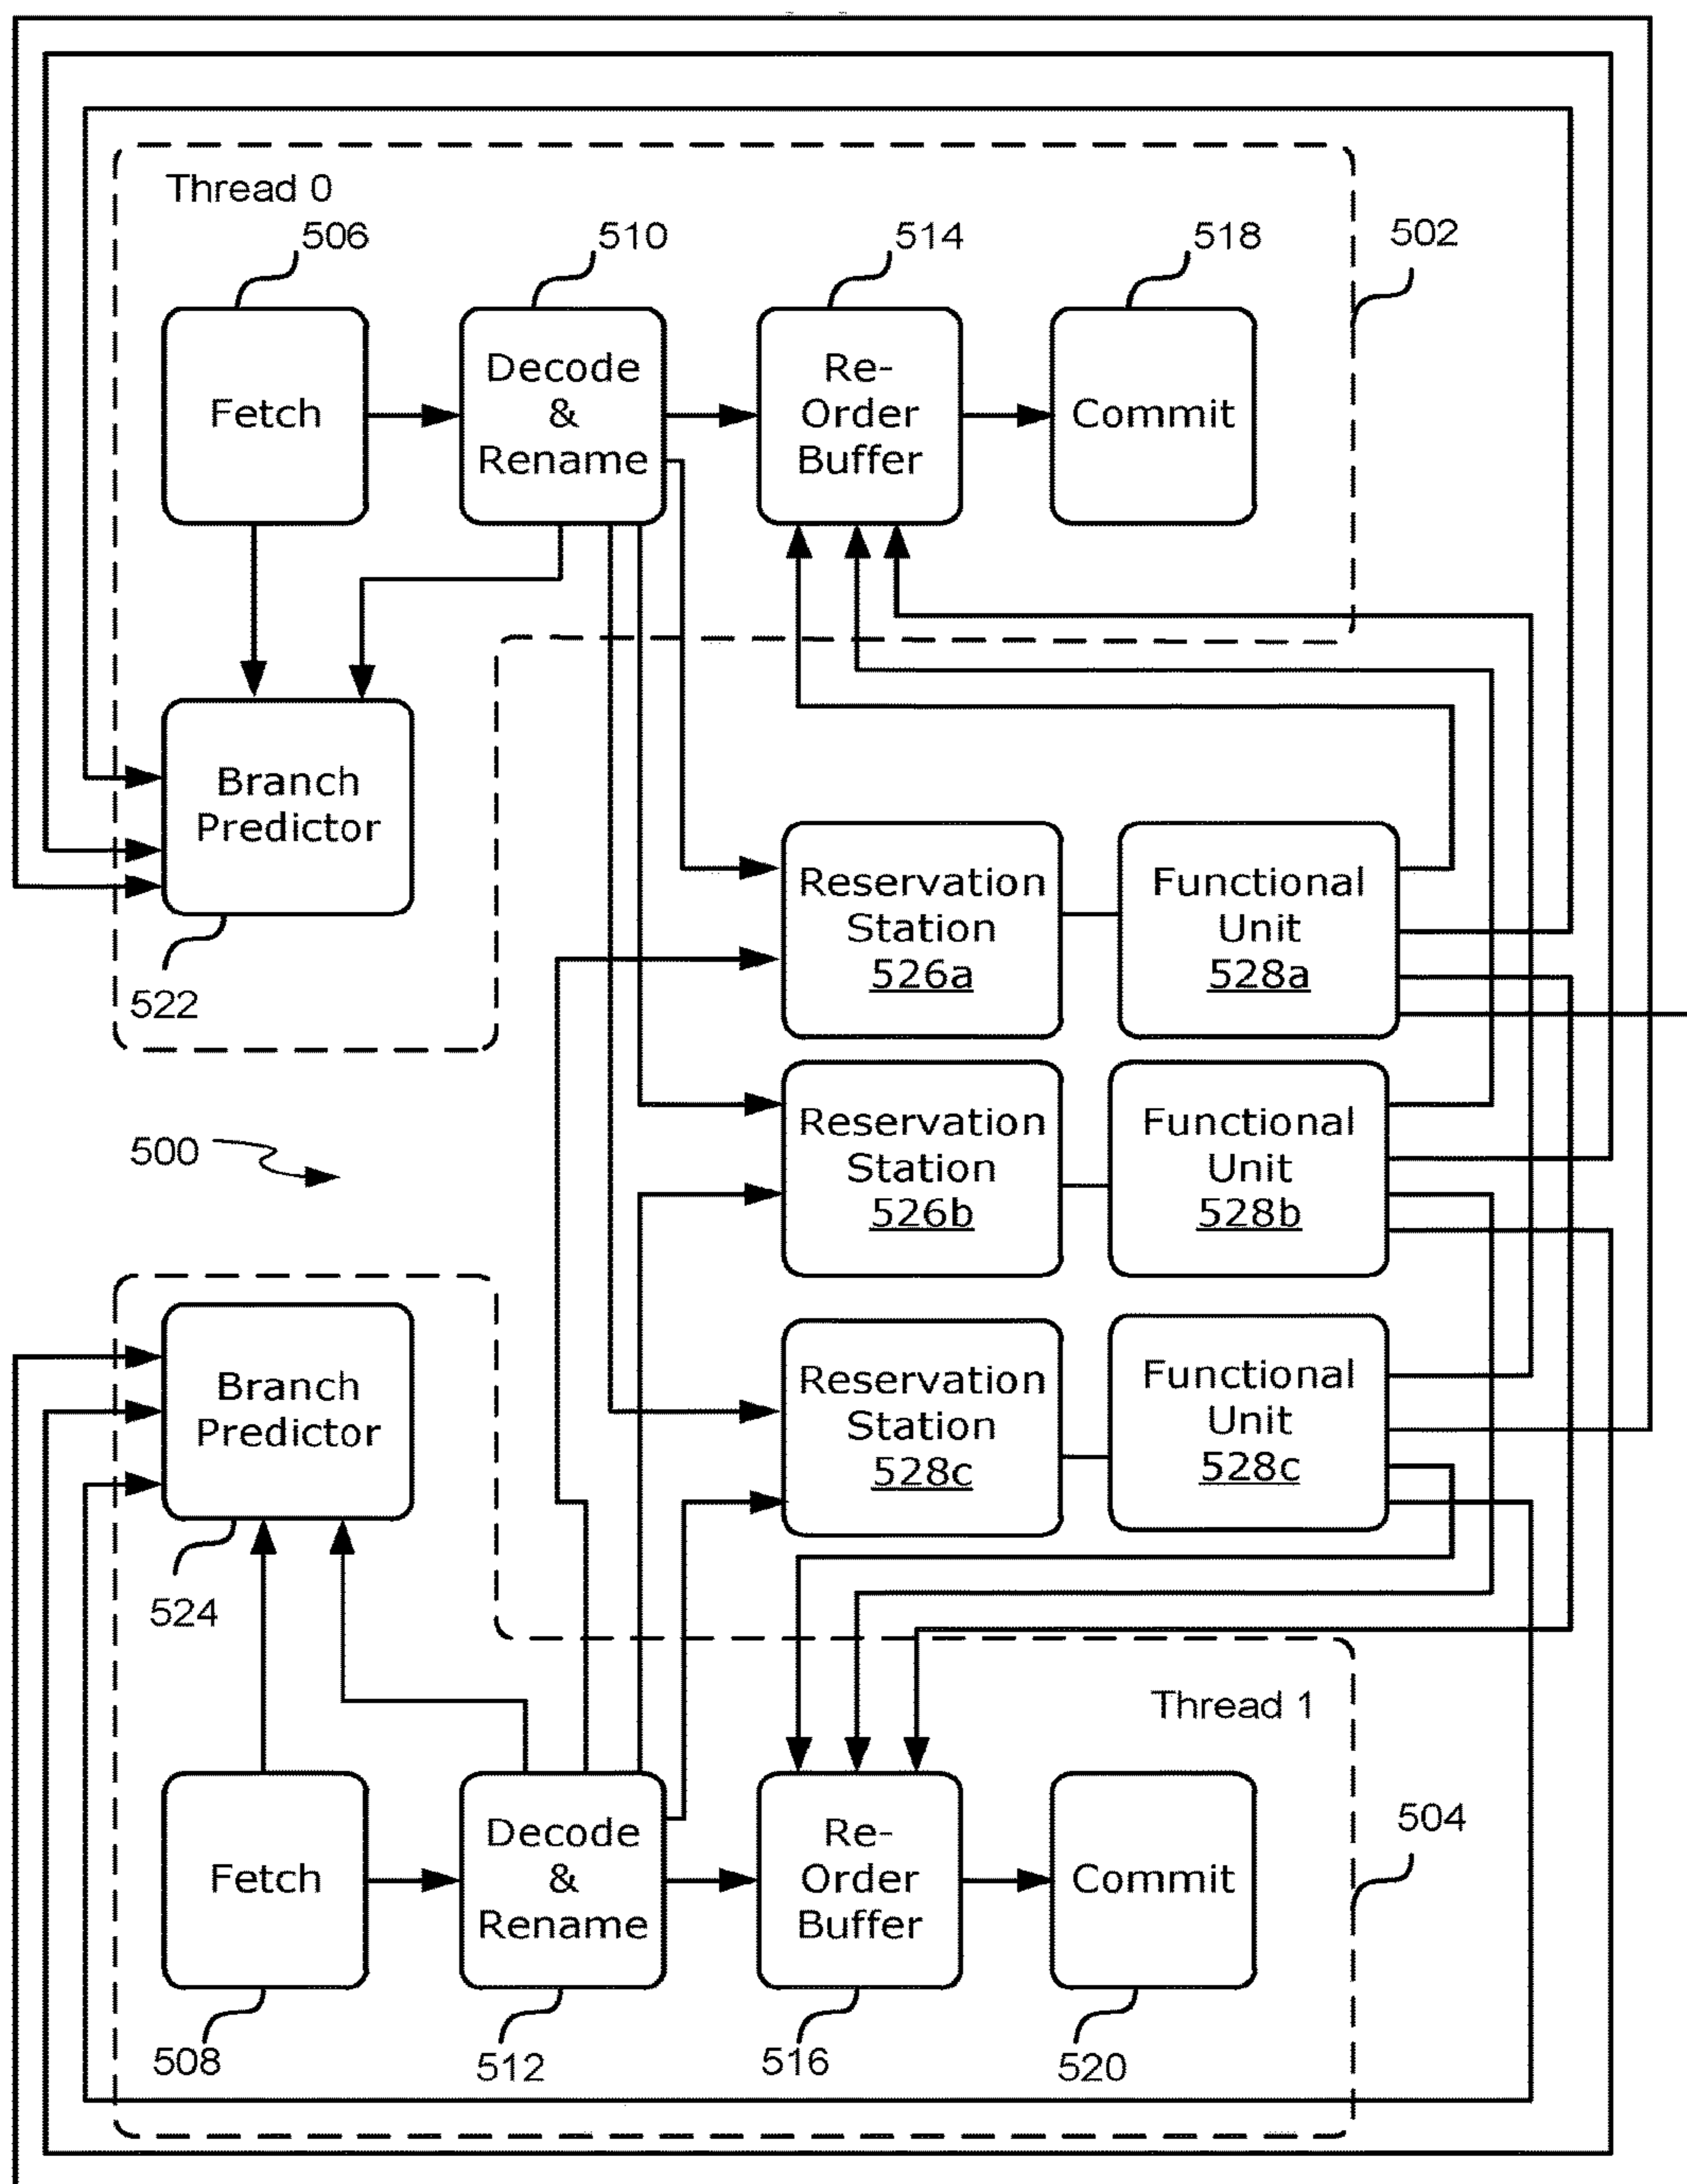 Thread 0
506
510
514
518
502
Fetch
Decode
&
Rename
Re-
Order
Buffer
Commit
Branch
Predictor
522
Reservation
Station
526a
Functional
Unit
528a
500
Reservation
Station
526b
Functional
Unit
528b
Branch
Predictor
524
Reservation
Station
528c
Functional
Unit
528c
Thread 1
504
Fetch
Decode
&
Rename
Re-
Order
Buffer
Commit
508
512
516
520